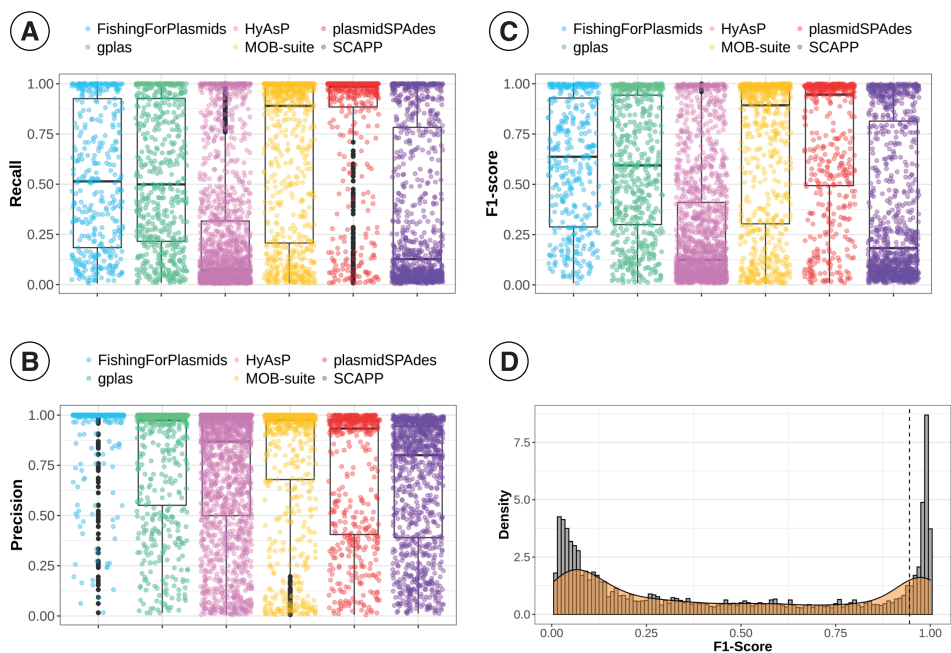 A
FishingForPlasmids HyAsP plasmidSPAdes
gplas MOB-suite SCAPP
Recall
1.00
0.75
0.50
0.25
0.00
C
FishingForPlasmids HyAsP plasmidSPAdes
gplas MOB-suite SCAPP
F1-score
1.00
0.75
0.50
0.25
0.00
B
FishingForPlasmids HyAsP plasmidSPAdes
gplas MOB-suite SCAPP
Precision
1.00
0.75
0.50
0.25
0.00
D
Density
7.5
5.0
2.5
0.0
0.00 0.25 0.50 0.75 1.00
F1-Score